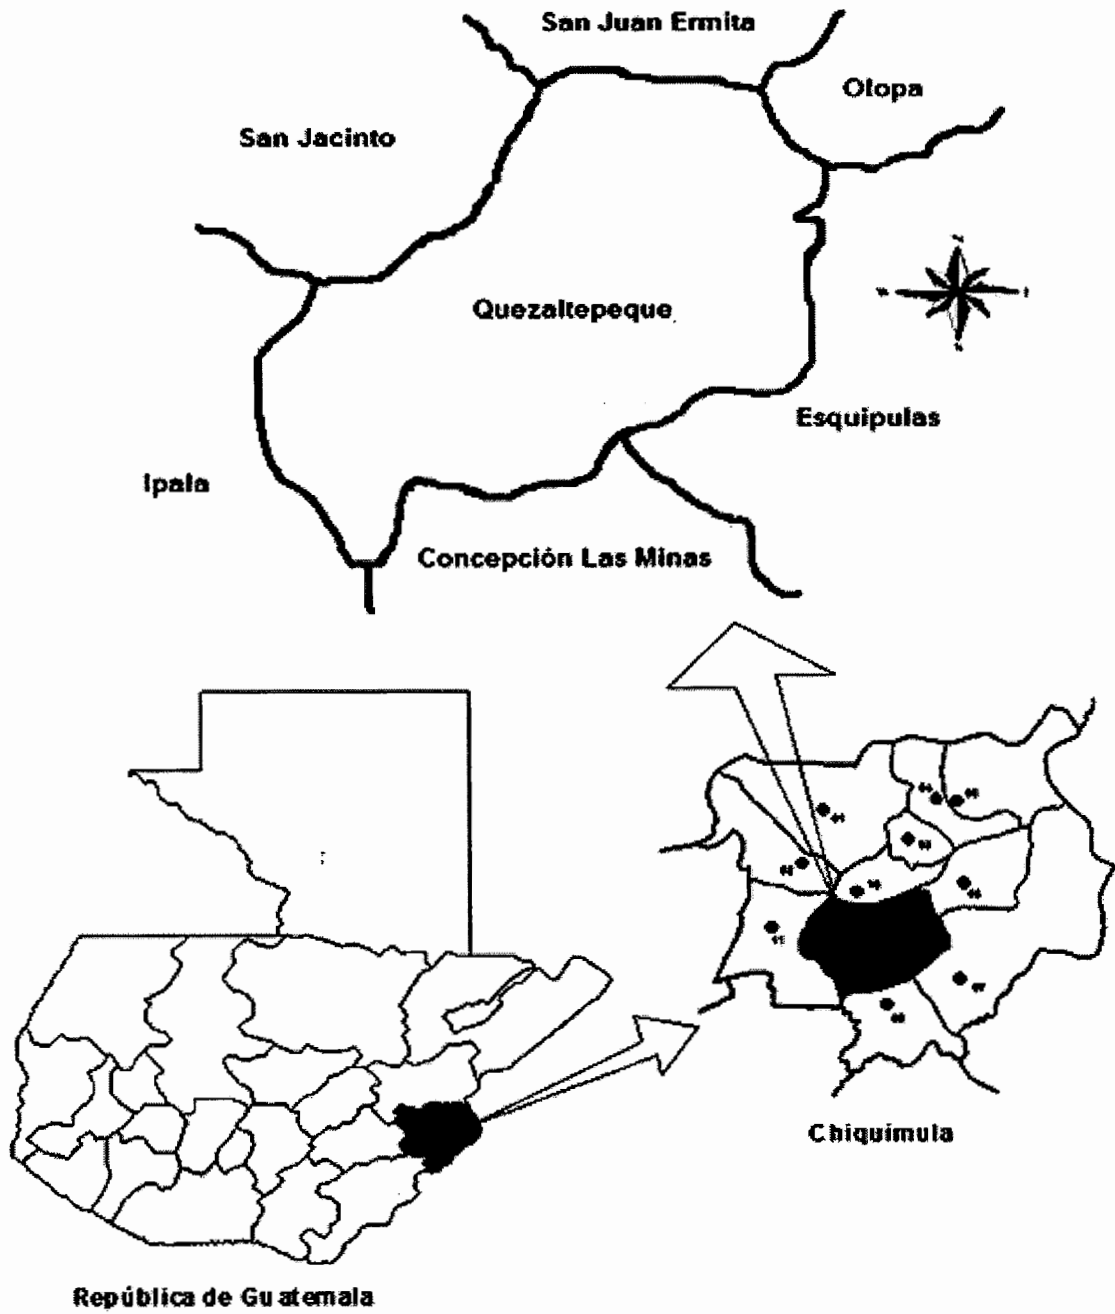 San Juan Ermita
Olopa
San Jacinto
Quezaltepeque
Esquipulas
Ipala
Concepción Las Minas
Chiquimula
República de Guatemala